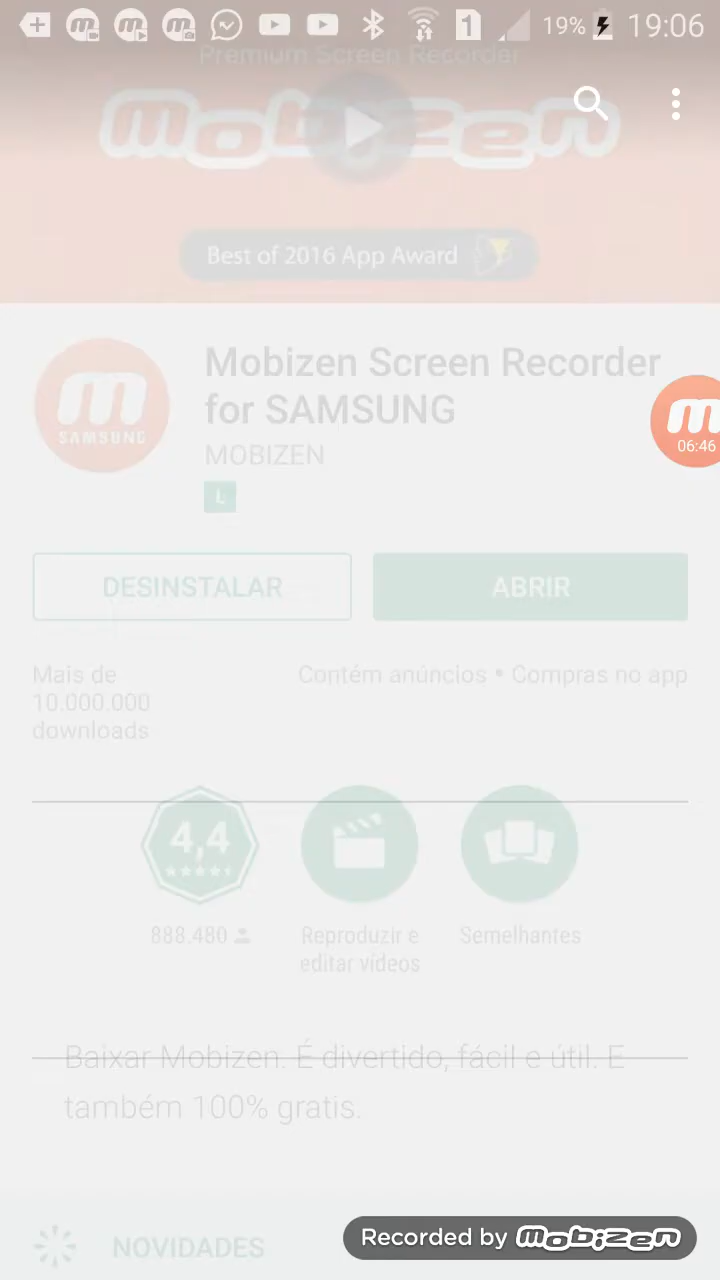 1 19% 19:06
Premium Screen Recorder
mobizen
Best of 2016 App Award
m
SAMSUNG
Mobizen Screen Recorder
for SAMSUNG
MOBIZEN
L
m
06:46
DESINSTALAR
ABRIR
Mais de
10.000.000
downloads
Contém anúncios • Compras no app
4,4
888.480
Reproduzir e
editar vídeos
Semelhantes
Baixar Mobizen. É divertido, fácil e útil. E
também 100% gratis.
NOVIDADES
Recorded by mobizen